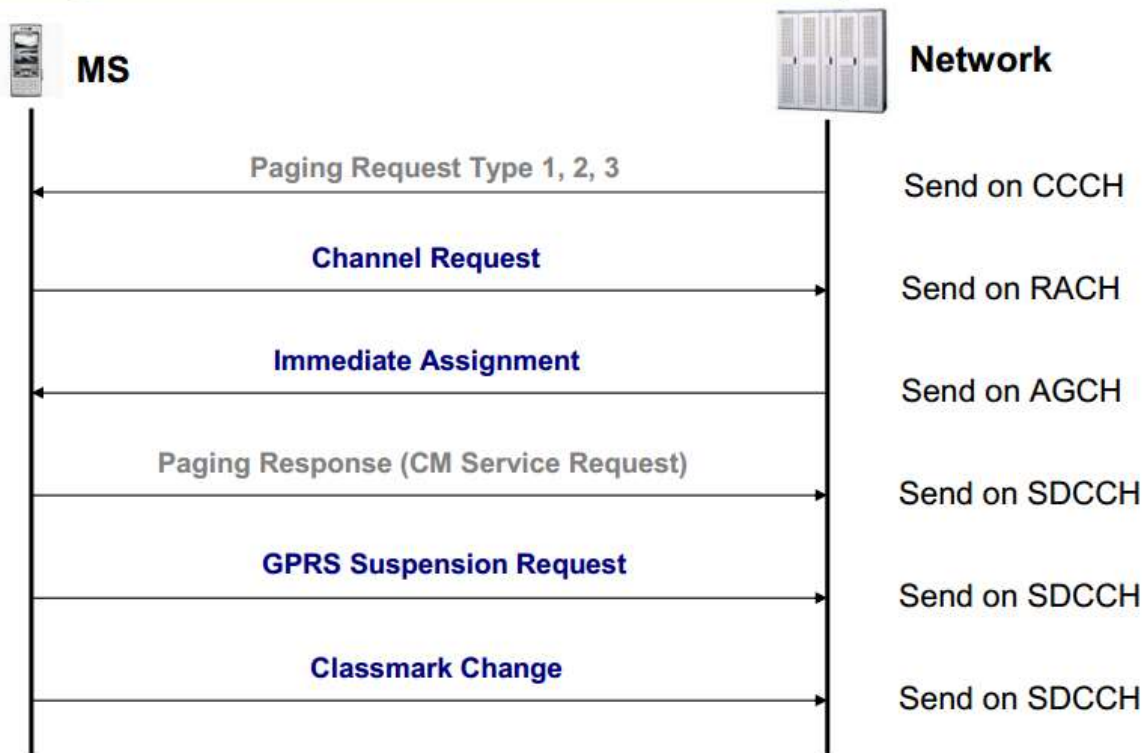 MS
Network
Paging Request Type 1, 2, 3
Send on CCCH
Channel Request
Send on RACH
Immediate Assignment
Send on AGCH
Paging Response (CM Service Request)
Send on SDCCH
GPRS Suspension Request
Send on SDCCH
Classmark Change
Send on SDCCH